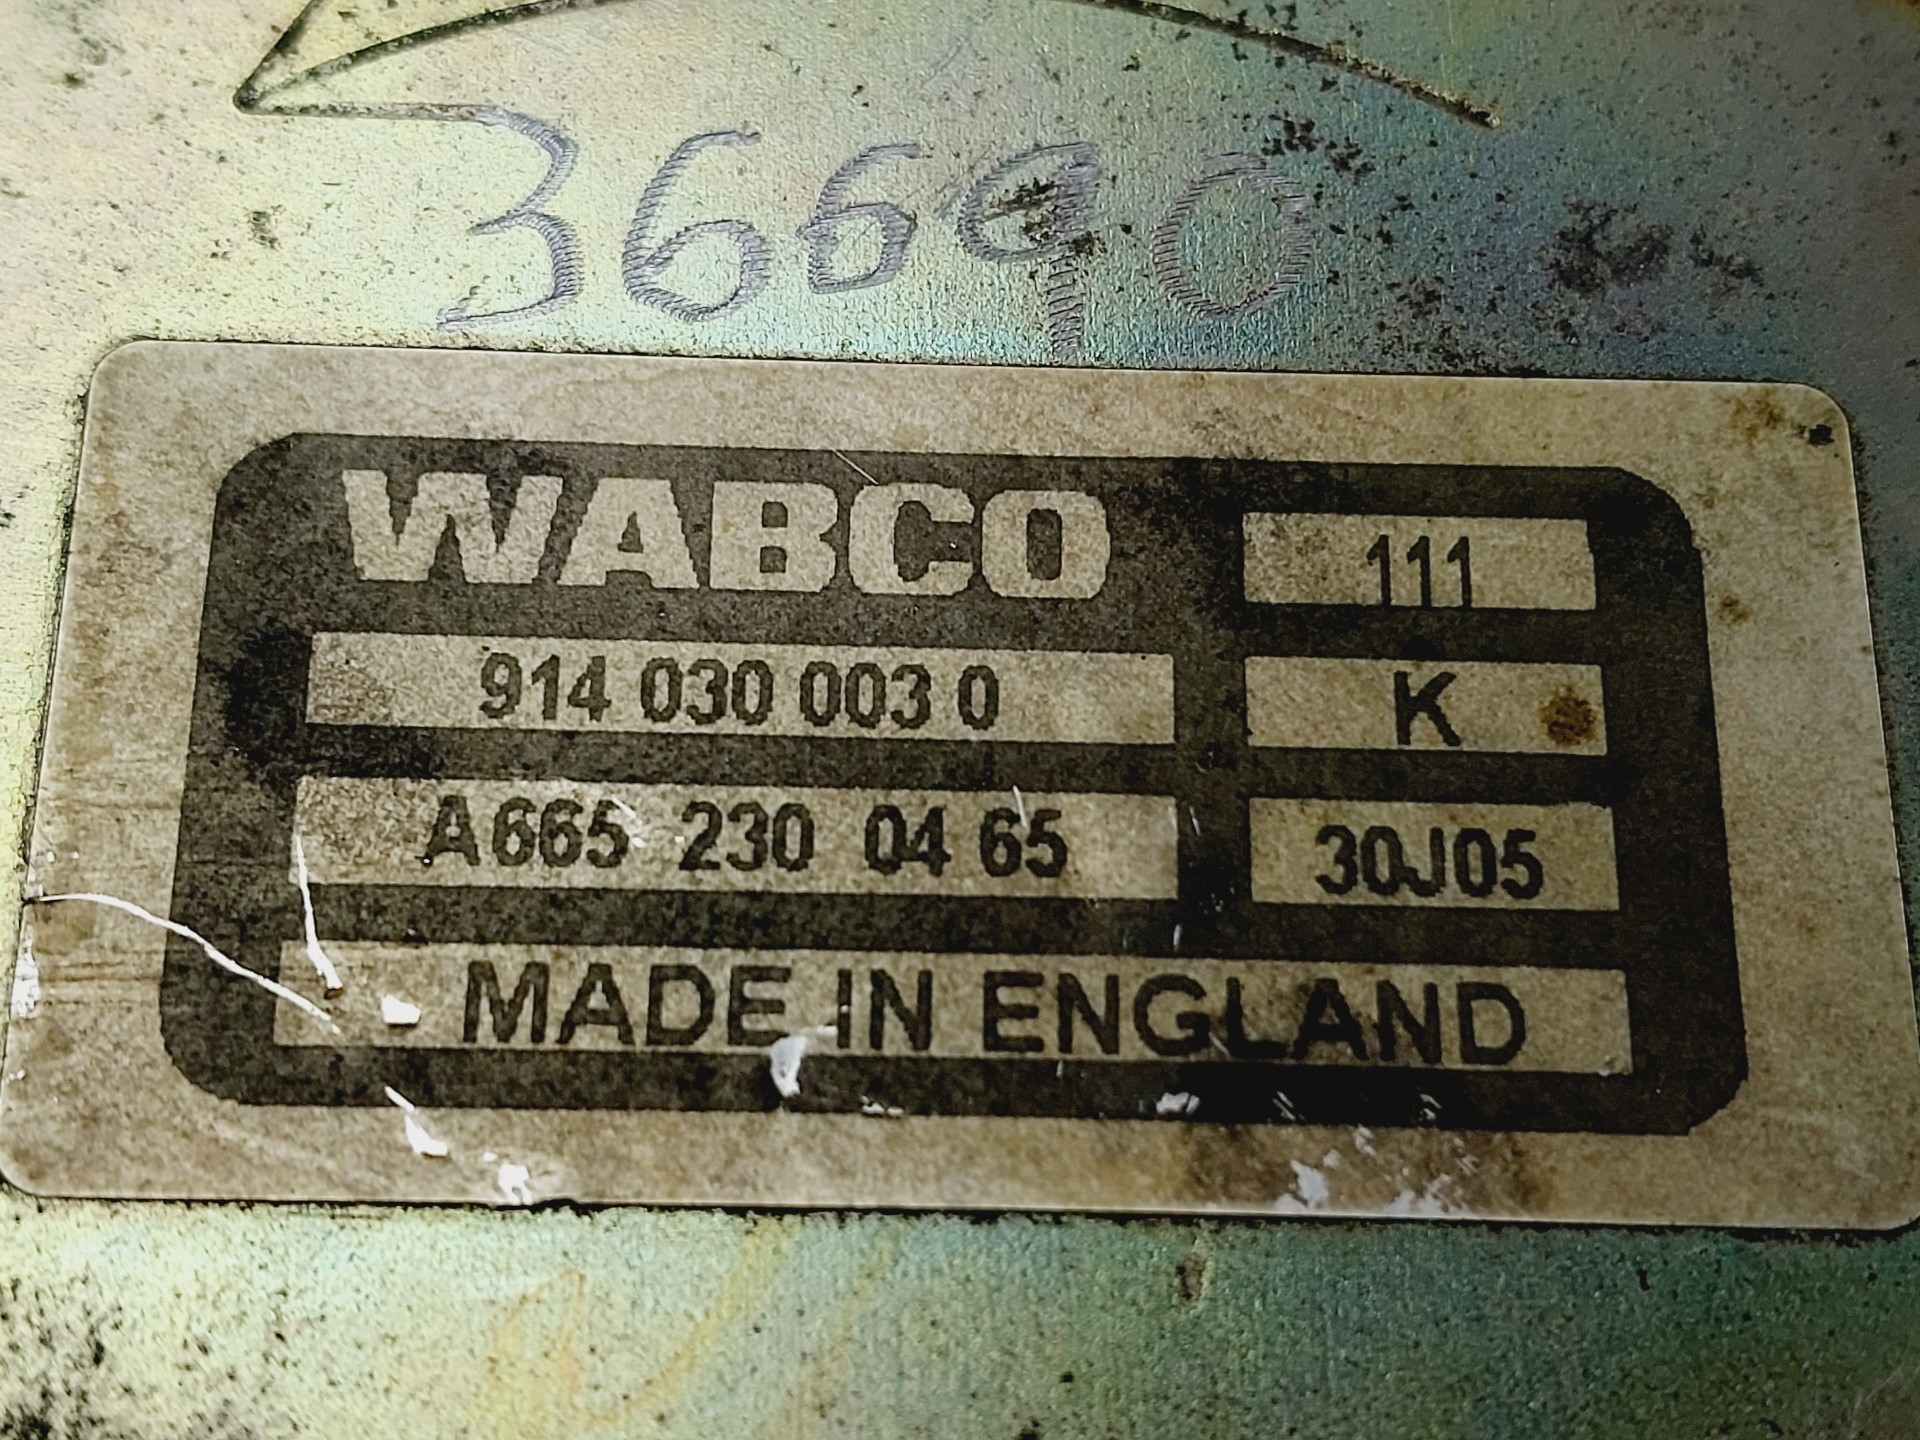 36690
WABCO 111
914 030 003 0 K
A665 230 04 65 30J05
MADE IN ENGLAND